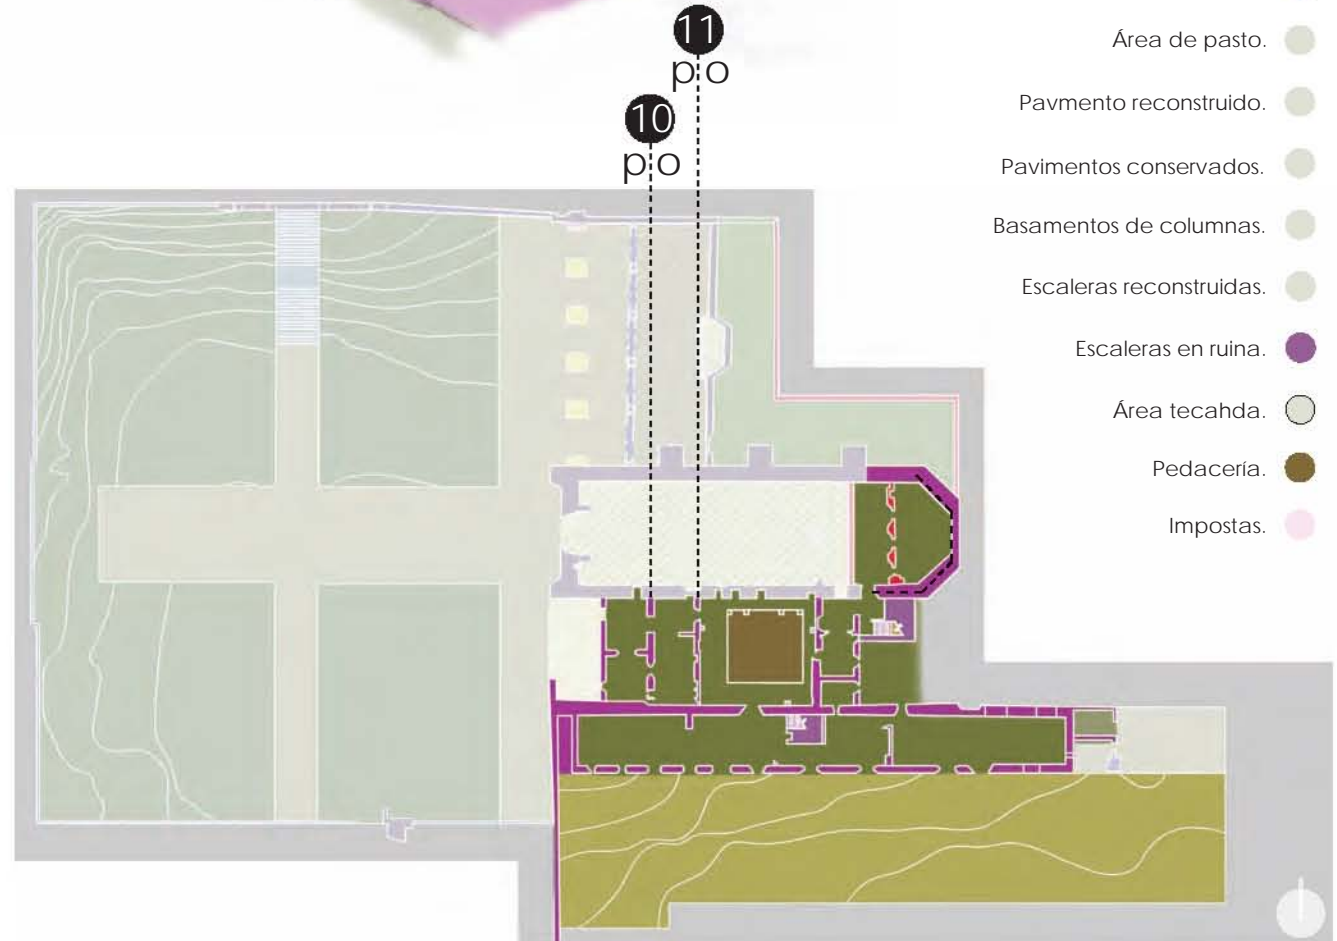 11
p o
10
p o
Área de pasto.
Pavmento reconstruido.
Pavimentos conservados.
Basamentos de columnas.
Escaleras reconstruidas.
Escaleras en ruina.
Área tecahda.
Pedacería.
Impostas.